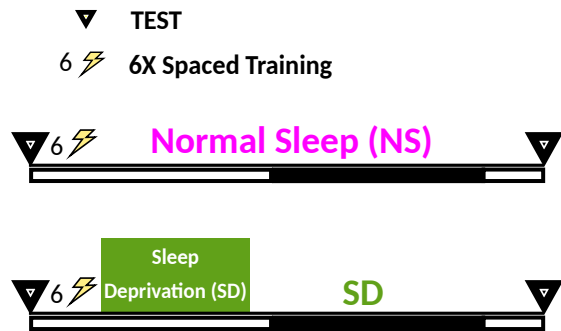 TEST
6 6X Spaced Training
6 Normal Sleep (NS)
Sleep
6 Deprivation (SD) SD